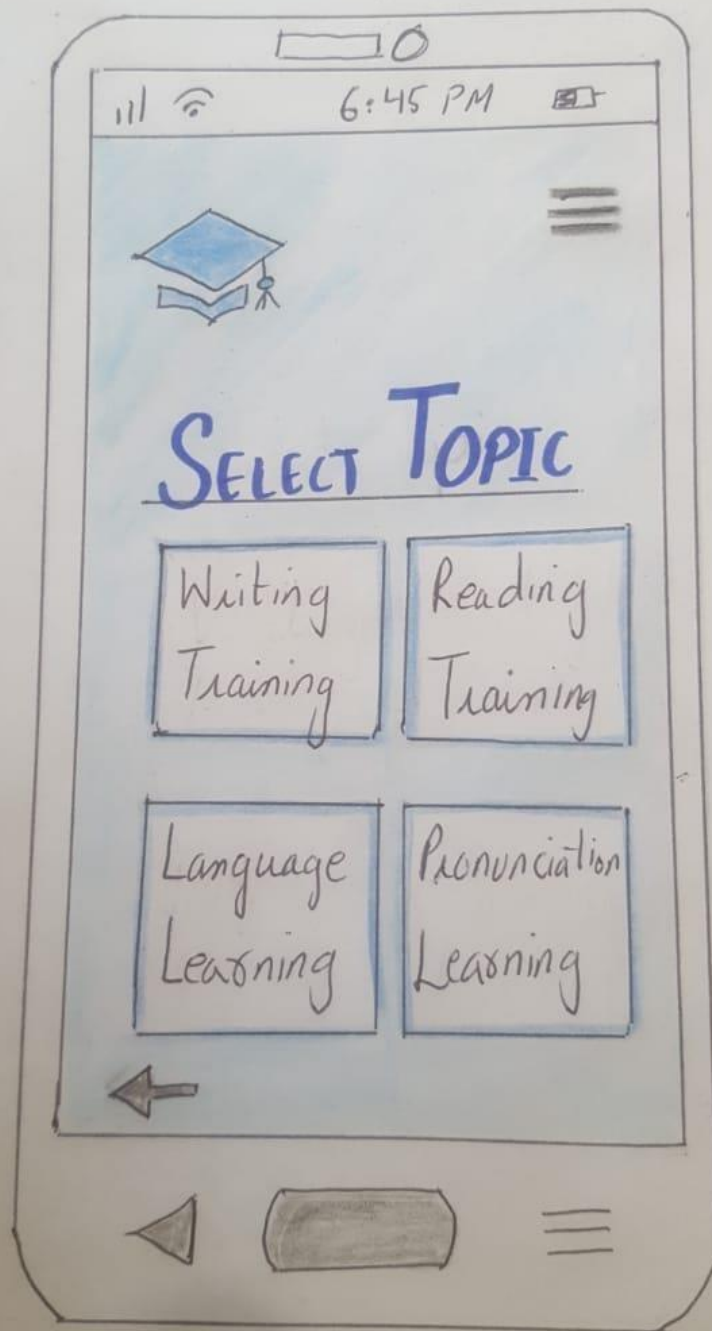 6:45 PM
SELECT TOPIC
Writing
Training
Reading
Training
Language
Learning
Pronunciation
Learning